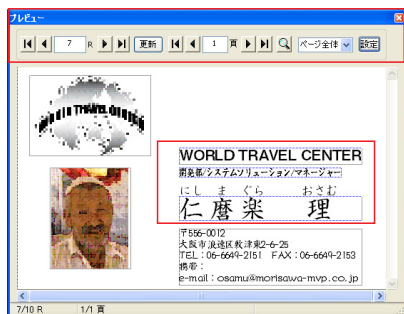 プレビュー
7 R 更新 1 頁 ページ全体 設定
WORLD TRAVEL CENTER
WORLD TRAVEL CENTER
開発部/システムソリューション/マネージャー
にし ま ぐら おさむ
仁 磨 楽 理
〒556-0012
大阪市浪速区敷津東2-6-25
TEL：06-6649-2151 FAX：06-6649-2153
携帯：
e-mail：osamu@morisawa-mvp.co.jp
7/10 R 1/1 頁